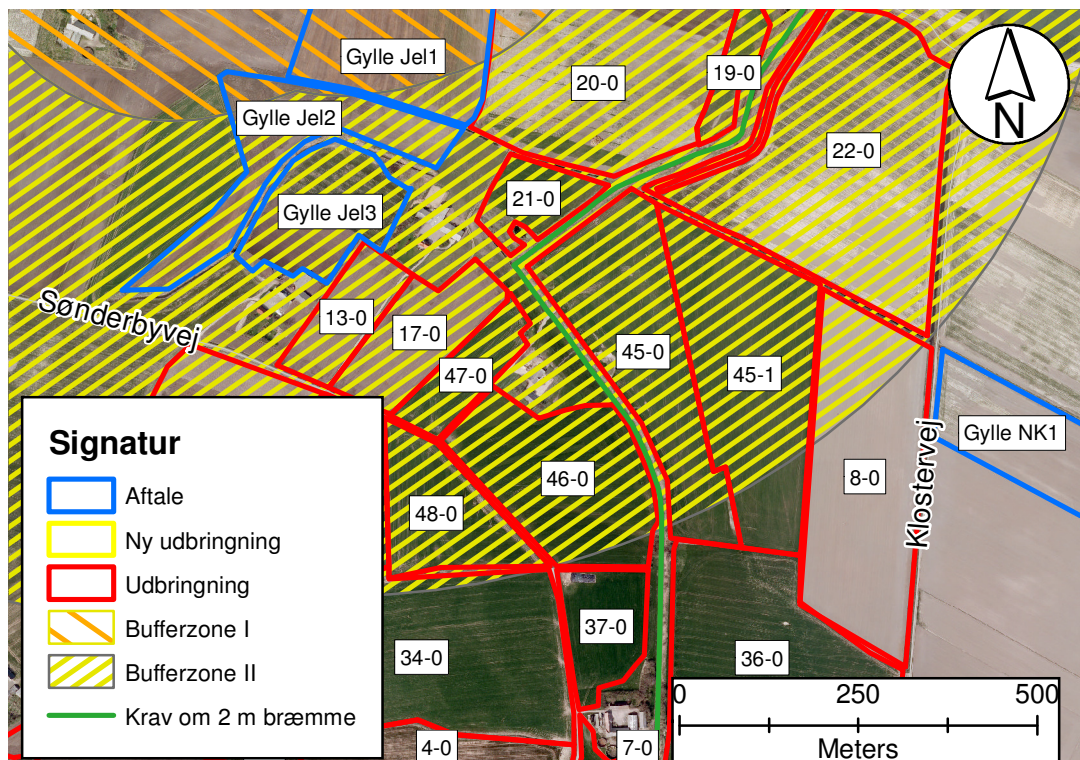 Gylle Jel1
19-0
20-0
N
Gylle Jel2
22-0
21-0
Gylle Jel3
Sønderbyvej
13-0
17-0
45-0
47-0
45-1
Gylle NK1
8-0
46-0
Klostervej
48-0
37-0
34-0
36-0
4-0
7-0
Signatur
Aftale
Ny udbringning
Udbringning
Bufferzone I
Bufferzone II
Krav om 2 m bræmme
0 250 500
Meters